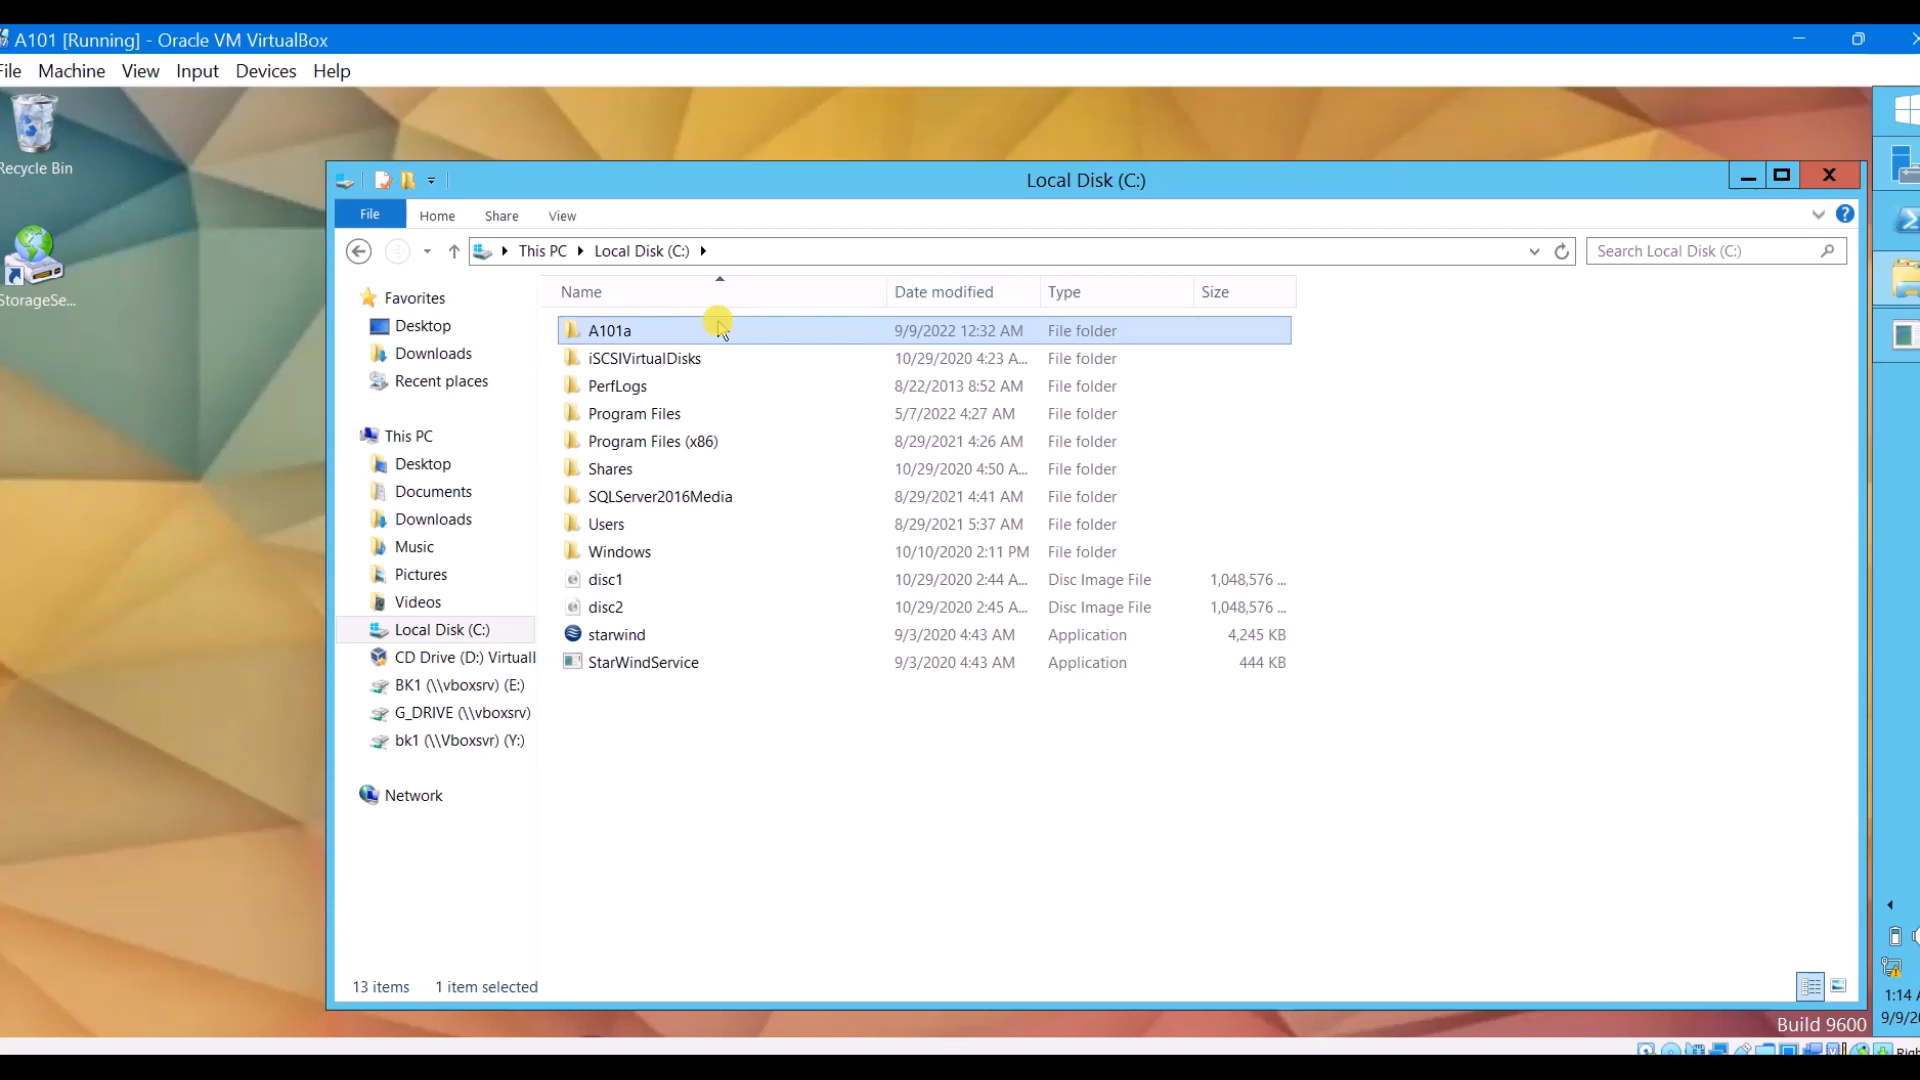 A101 [Running] - Oracle VM VirtualBox
File Machine View Input Devices Help
Recycle Bin
StorageSe...
Local Disk (C:)
File Home Share View
This PC Local Disk (C:)
Search Local Disk (C:)
Favorites
Desktop
Downloads
Recent places
This PC
Desktop
Documents
Downloads
Music
Pictures
Videos
Local Disk (C:)
CD Drive (D:) Virtuall
BK1 (\\vboxsrv) (E:)
G_DRIVE (\\vboxsrv)
bk1 (\\Vboxsvr) (Y:)
Network
Name Date modified Type Size
A101a 9/9/2022 12:32 AM File folder
iSCSIVirtualDisks 10/29/2020 4:23 A... File folder
PerfLogs 8/22/2013 8:52 AM File folder
Program Files 5/7/2022 4:27 AM File folder
Program Files (x86) 8/29/2021 4:26 AM File folder
Shares 10/29/2020 4:50 A... File folder
SQLServer2016Media 8/29/2021 4:41 AM File folder
Users 8/29/2021 5:37 AM File folder
Windows 10/10/2020 2:11 PM File folder
disc1 10/29/2020 2:44 A... Disc Image File 1,048,576 ...
disc2 10/29/2020 2:45 A... Disc Image File 1,048,576 ...
starwind 9/3/2020 4:43 AM Application 4,245 KB
StarWindService 9/3/2020 4:43 AM Application 444 KB
13 items 1 item selected
Build 9600
1:14 A
9/9/20
Righ